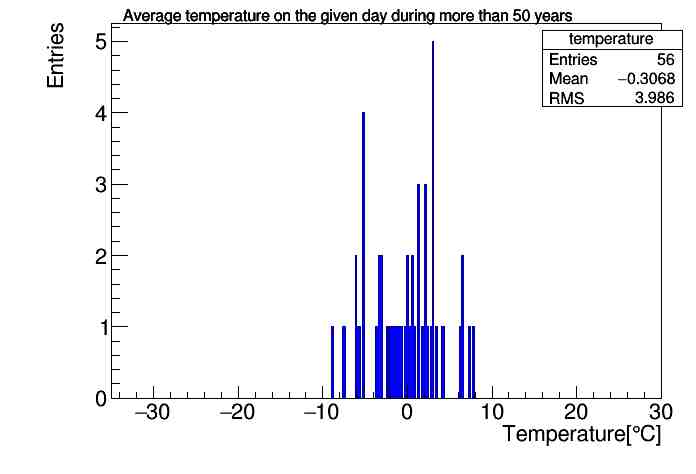 Average temperature on the given day during more than 50 years
temperature
Entries 56
Mean −0.3068
RMS 3.986
Entries
5
4
3
2
1
0
−30 −20 −10 0 10 20 30
Temperature[°C]